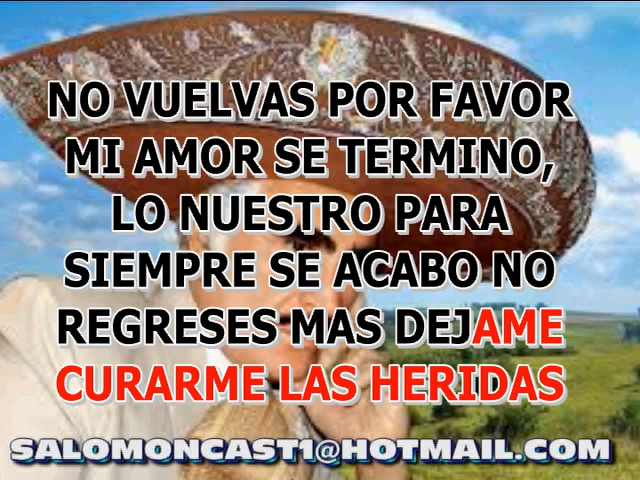 NO VUELVAS POR FAVOR
MI AMOR SE TERMINO,
LO NUESTRO PARA
SIEMPRE SE ACABO NO
REGRESES MAS DEJAME
CURARME LAS HERIDAS
SALOMONCAST1@HOTMAIL.COM